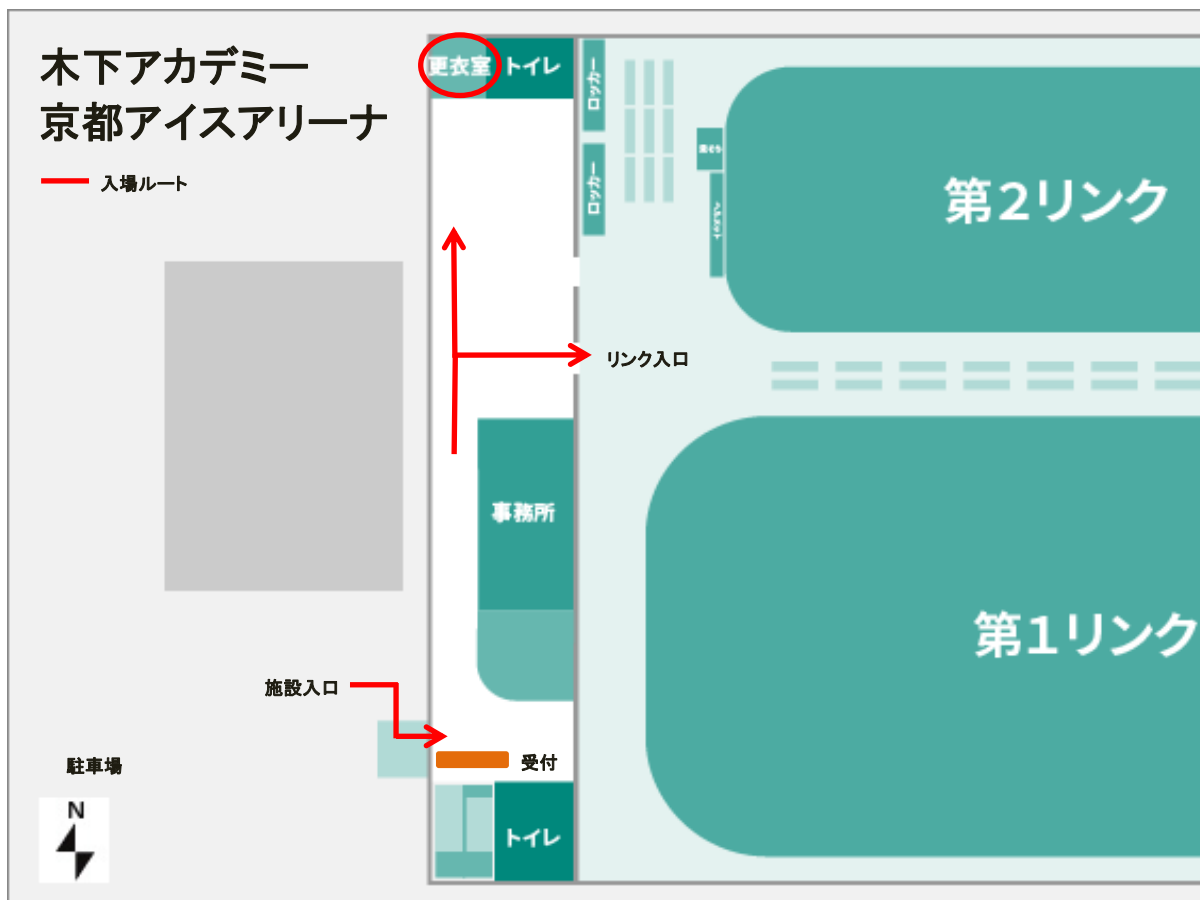 木下アカデミー
京都アイスアリーナ
入場ルート
更衣室
トイレ
ロッカー
ロッカー
第２リンク
リンク入口
事務所
第１リンク
施設入口
受付
駐車場
N
トイレ